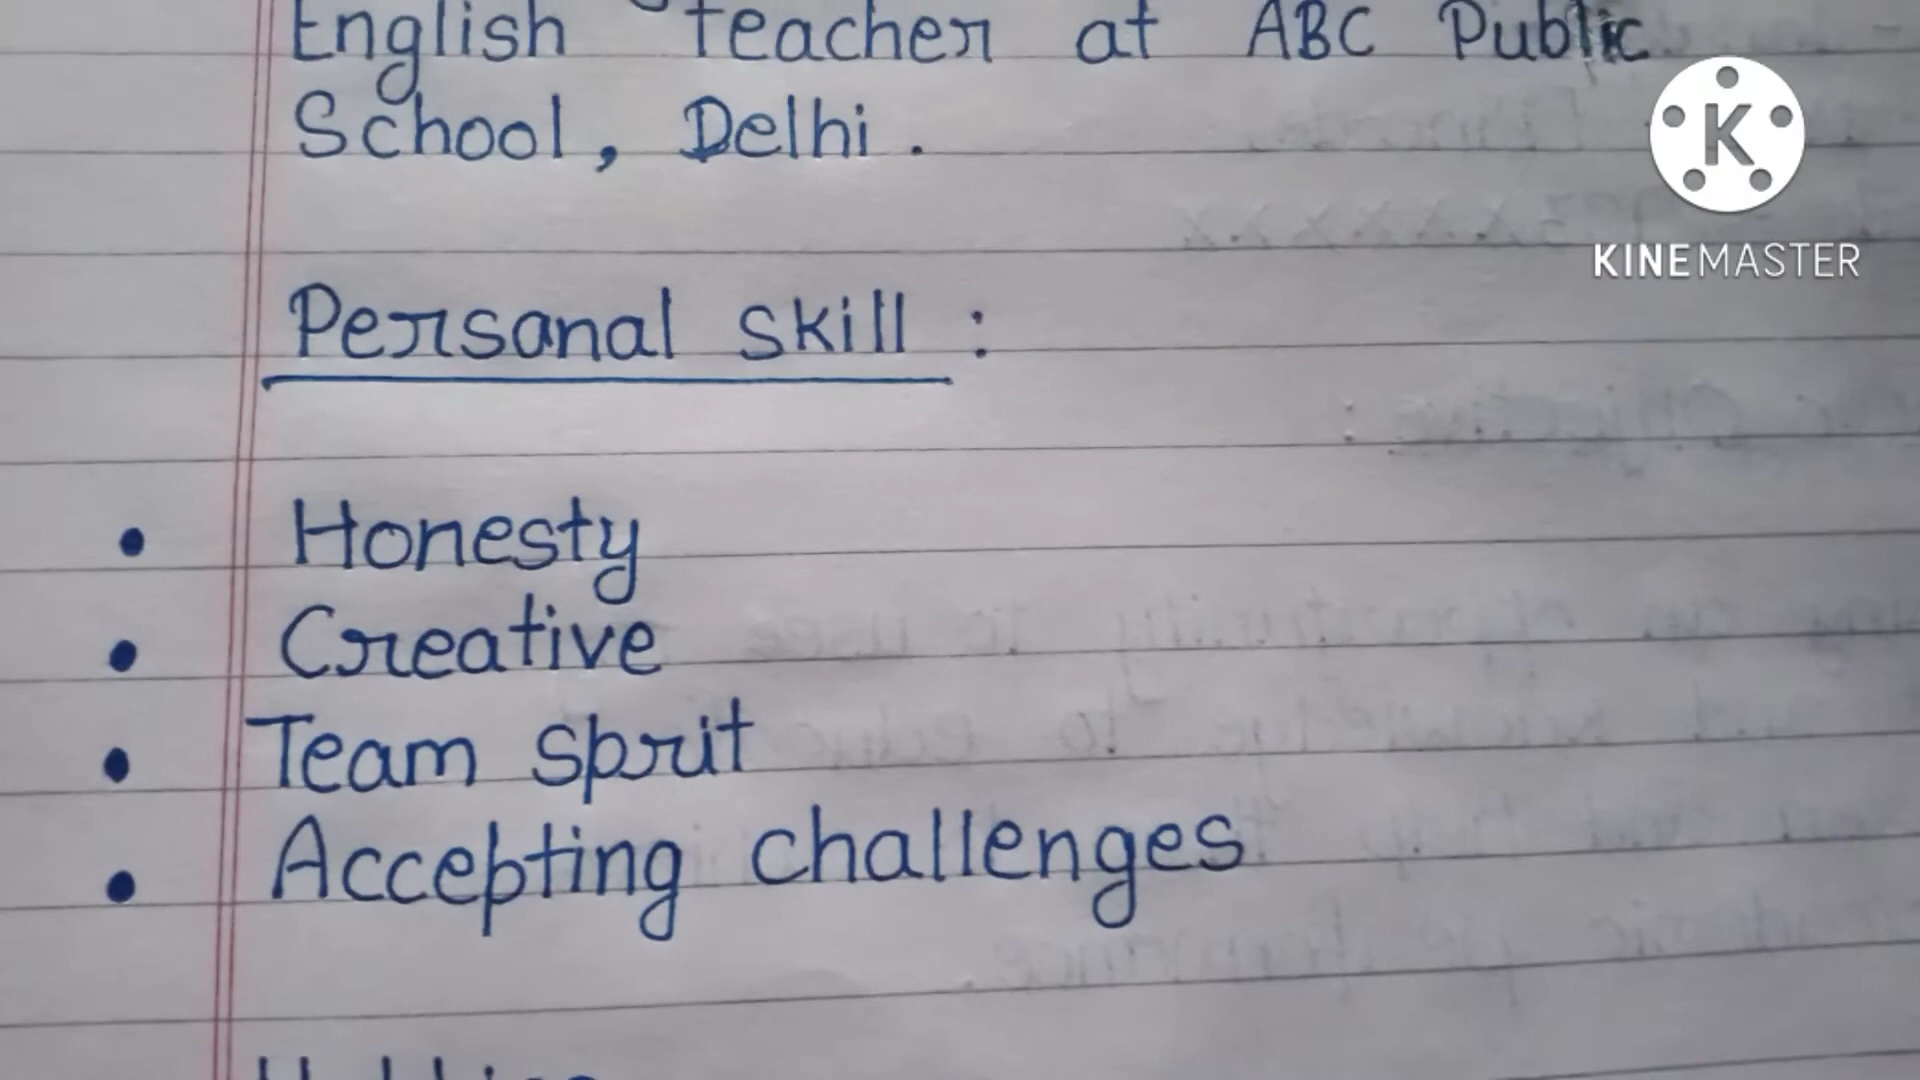 English teacher at ABC Public
School, Delhi.
KINEMASTER
Persanal skill :
• Honesty
• Creative
• Team sprit
• Accepting challenges